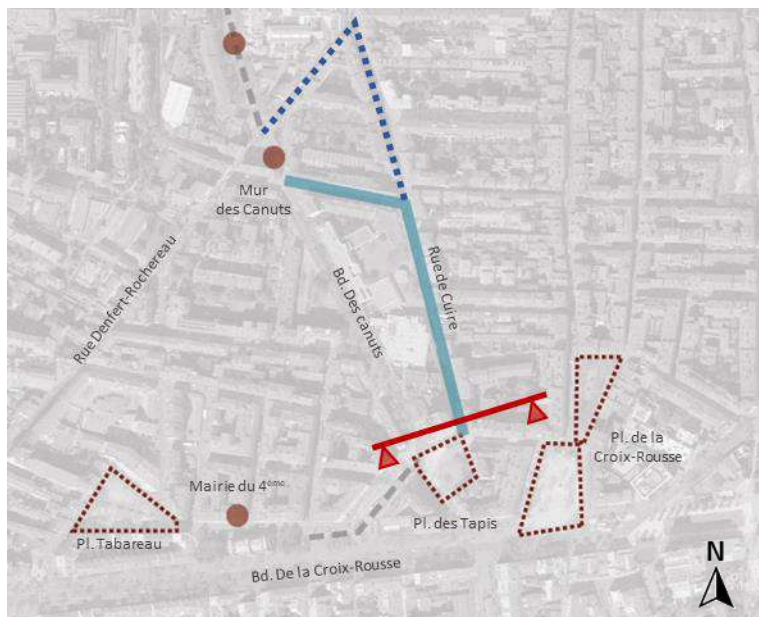 Mur
des Canuts
Rue Denfert-Rochereau
Bd. Des canuts
Rue de Cuire
Pl. de la
Croix-Rousse
Mairie du 4ème
Pl. des Tapis
Pl. Tabareau
Bd. De la Croix-Rousse
N